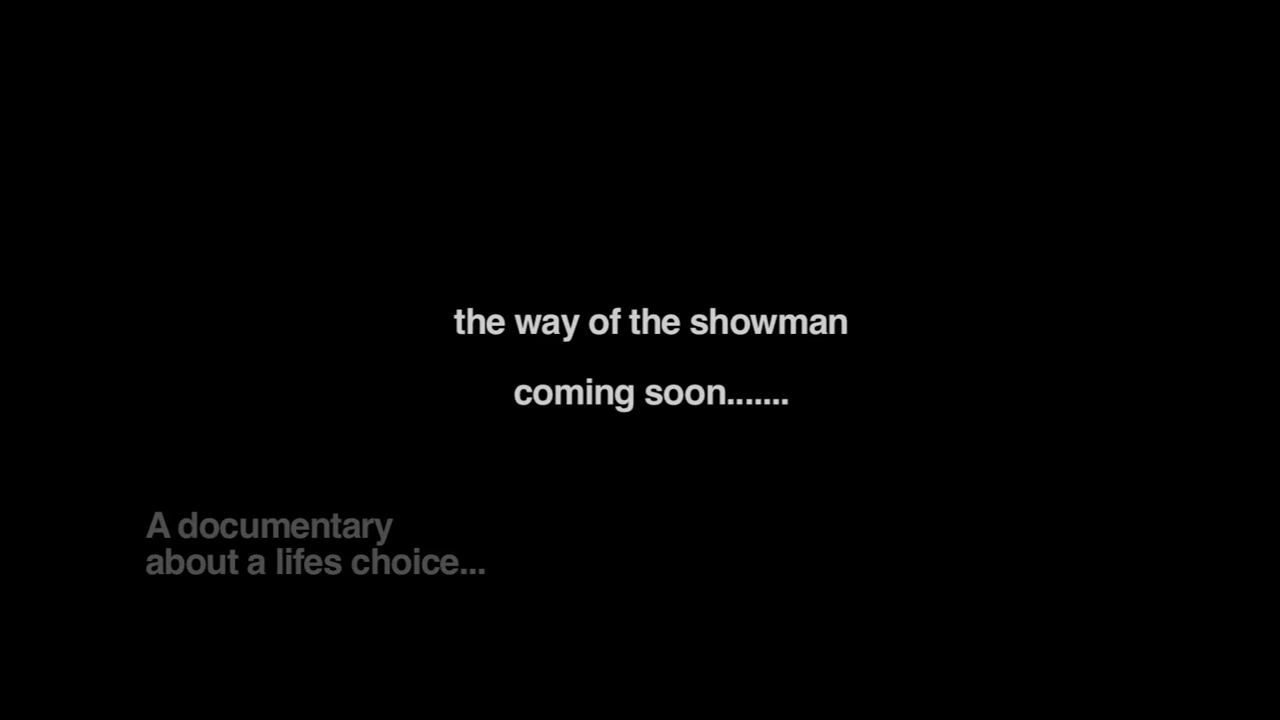 the way of the showman
coming soon.......
A documentary
about a lifes choice...